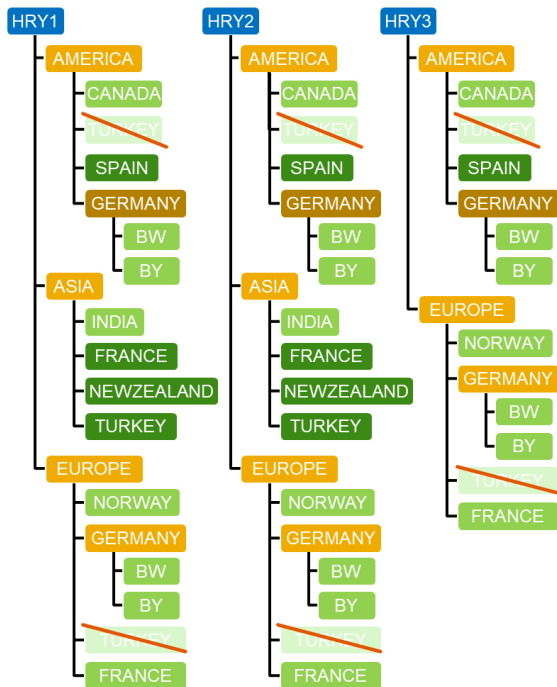 HRY1
AMERICA
CANADA
TURKEY
SPAIN
GERMANY
BW
BY
ASIA
INDIA
FRANCE
NEWZEALAND
TURKEY
EUROPE
NORWAY
GERMANY
BW
BY
TURKEY
FRANCE
HRY2
AMERICA
CANADA
TURKEY
SPAIN
GERMANY
BW
BY
ASIA
INDIA
FRANCE
NEWZEALAND
TURKEY
EUROPE
NORWAY
GERMANY
BW
BY
TURKEY
FRANCE
HRY3
AMERICA
CANADA
TURKEY
SPAIN
GERMANY
BW
BY
EUROPE
NORWAY
GERMANY
BW
BY
TURKEY
FRANCE